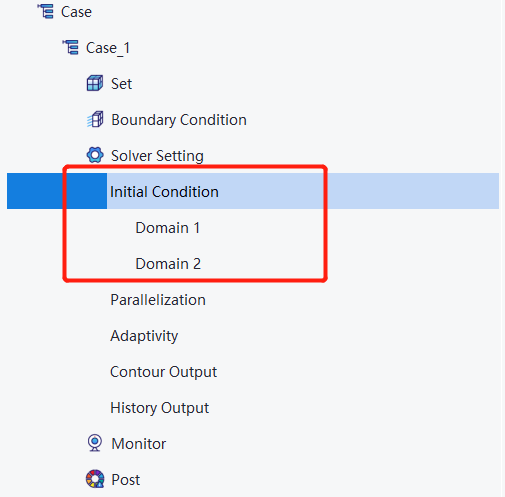 Case
Case_1
Set
Boundary Condition
Solver Setting
Initial Condition
Domain 1
Domain 2
Parallelization
Adaptivity
Contour Output
History Output
Monitor
Post